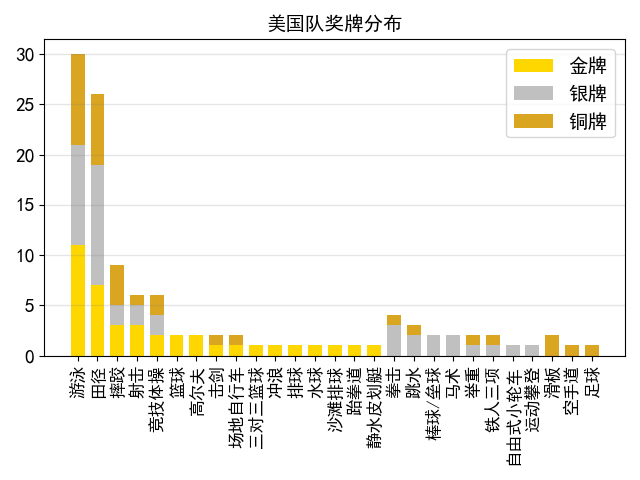 美国队奖牌分布
金牌
银牌
铜牌
30
25
20
15
10
5
0
游泳
田径
摔跤
射击
竞技体操
篮球
高尔夫
击剑
场地自行车
三对三篮球
冲浪
排球
水球
沙滩排球
跆拳道
静水皮划艇
拳击
跳水
棒球/垒球
马术
举重
铁人三项
自由式小轮车
运动攀登
滑板
空手道
足球